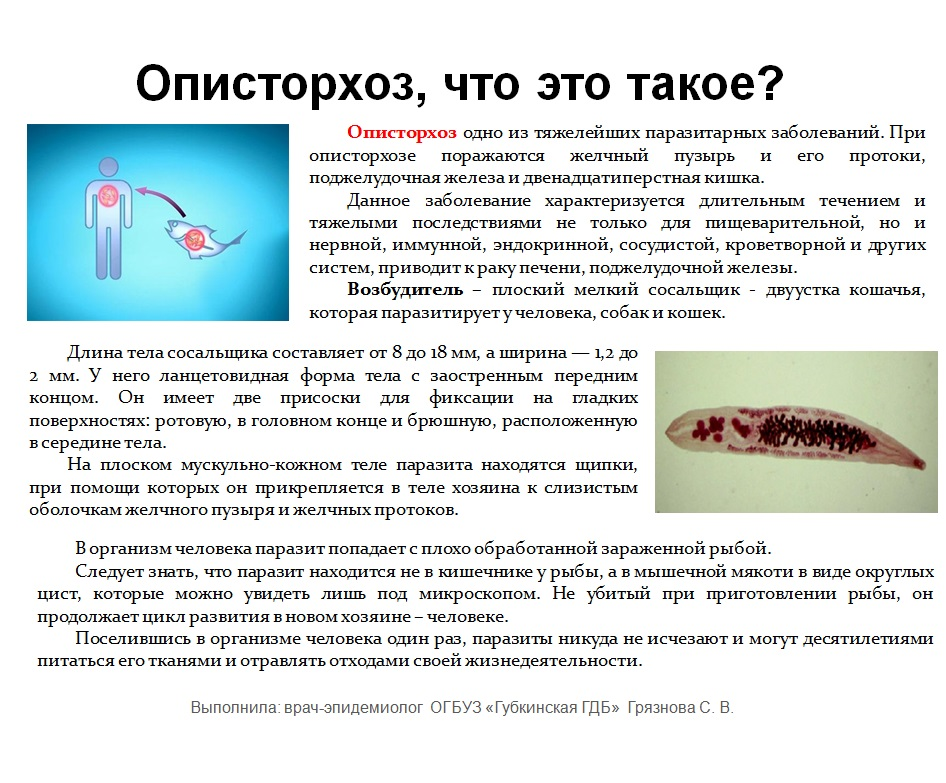 Описторхоз, что это такое?
Описторхоз одно из тяжелейших паразитарных заболеваний. При
описторхозе поражаются желчный пузырь и его протоки,
поджелудочная железа и двенадцатиперстная кишка.
Данное заболевание характеризуется длительным течением и
тяжелыми последствиями не только для пищеварительной, но и
нервной, иммунной, эндокринной, сосудистой, кроветворной и других
систем, приводит к раку печени, поджелудочной железы.
Возбудитель – плоский мелкий сосальщик - двуустка кошачья,
которая паразитирует у человека, собак и кошек.
Длина тела сосальщика составляет от 8 до 18 мм, а ширина — 1,2 до
2 мм. У него ланцетовидная форма тела с заостренным передним
концом. Он имеет две присоски для фиксации на гладких
поверхностях: ротовую, в головном конце и брюшную, расположенную
в середине тела.
На плоском мускульно-кожном теле паразита находятся щипки,
при помощи которых он прикрепляется в теле хозяина к слизистым
оболочкам желчного пузыря и желчных протоков.
В организм человека паразит попадает с плохо обработанной зараженной рыбой.
Следует знать, что паразит находится не в кишечнике у рыбы, а в мышечной мякоти в виде округлых
цист, которые можно увидеть лишь под микроскопом. Не убитый при приготовлении рыбы, он
продолжает цикл развития в новом хозяине – человеке.
Поселившись в организме человека один раз, паразиты никуда не исчезают и могут десятилетиями
питаться его тканями и отравлять отходами своей жизнедеятельности.
Выполнила: врач-эпидемиолог ОГБУЗ «Губкинская ГДБ» Грязнова С. В.